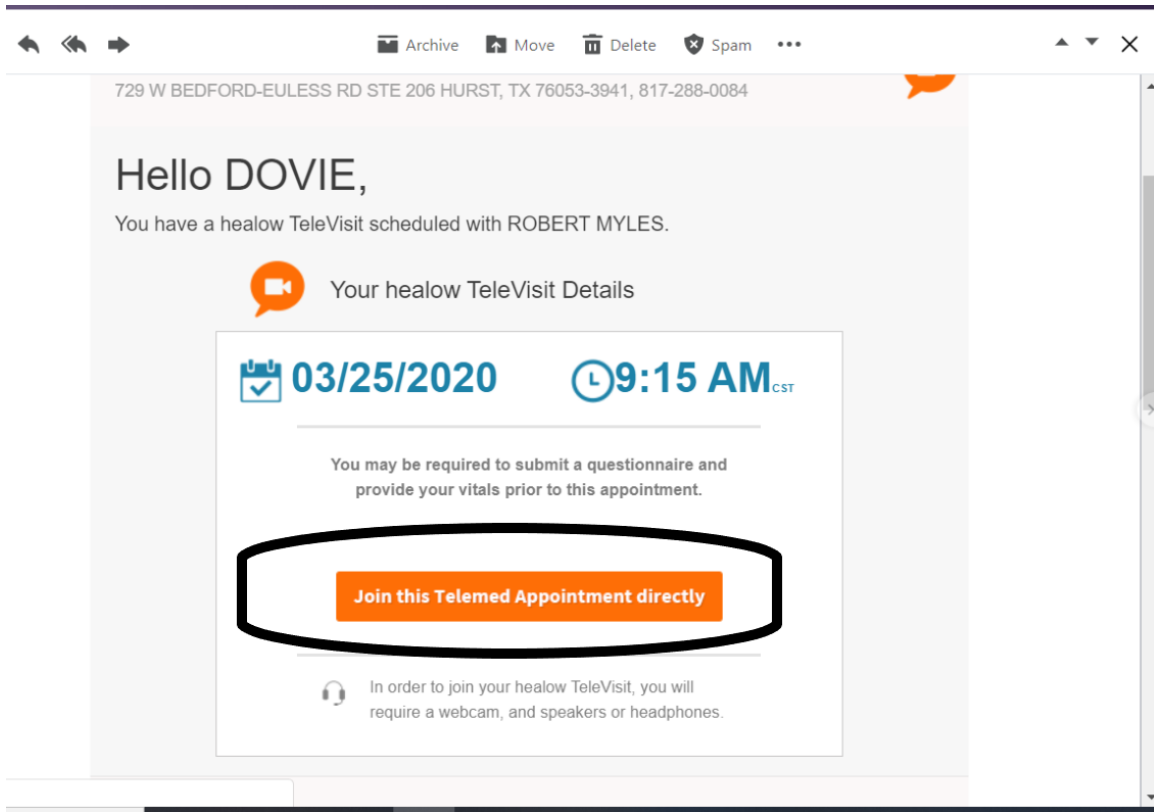 Archive Move Delete Spam
729 W BEDFORD-EULESS RD STE 206 HURST, TX 76053-3941, 817-288-0084
Hello DOVIE,
You have a healow TeleVisit scheduled with ROBERT MYLES.
Your healow TeleVisit Details
03/25/2020 9:15 AM CST
You may be required to submit a questionnaire and
provide your vitals prior to this appointment.
Join this Telemed Appointment directly
In order to join your healow TeleVisit, you will
require a webcam, and speakers or headphones.